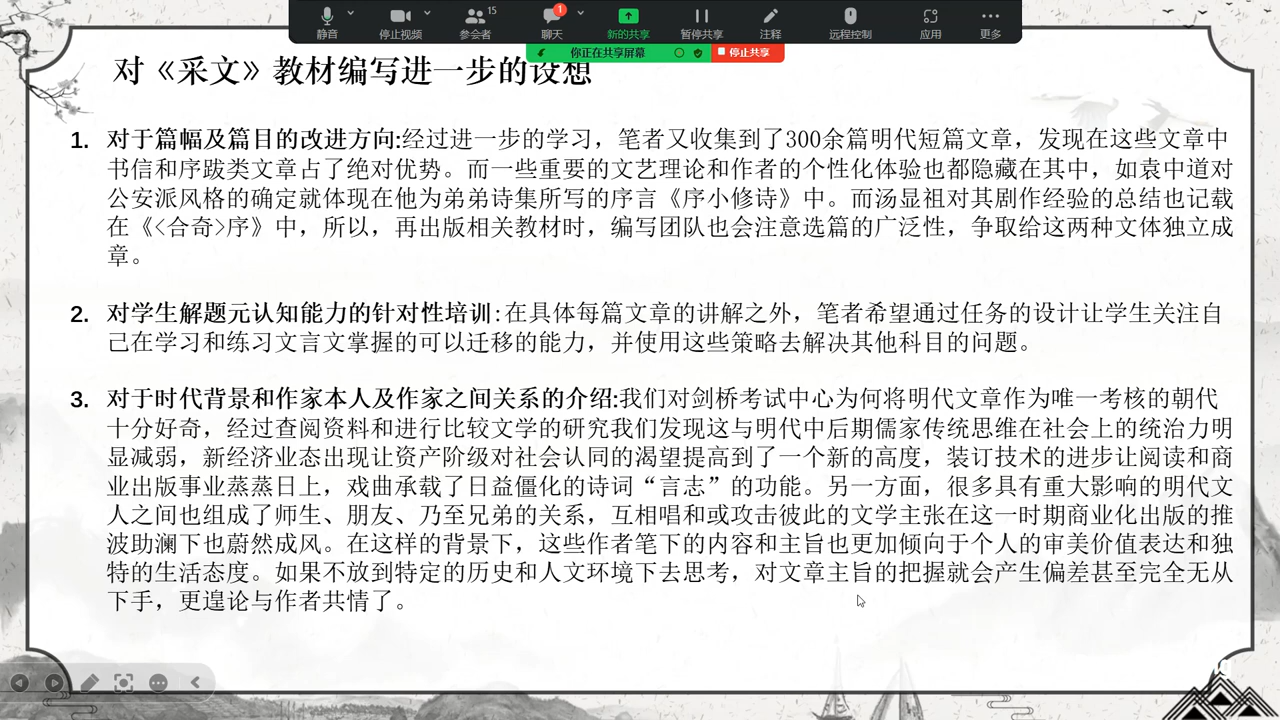 15
1
静音
停止视频
参会者
聊天
新的共享
暂停共享
注释
远程控制
应用
更多
你正在共享屏幕
停止共享
对《采文》教材编写进一步的设想
1. 对于篇幅及篇目的改进方向:经过进一步的学习，笔者又收集到了300余篇明代短篇文章，发现在这些文章中
书信和序跋类文章占了绝对优势。而一些重要的文艺理论和作者的个性化体验也都隐藏在其中，如袁中道对
公安派风格的确定就体现在他为弟弟诗集所写的序言《序小修诗》中。而汤显祖对其剧作经验的总结也记载
在《<合奇>序》中，所以，再出版相关教材时，编写团队也会注意选篇的广泛性，争取给这两种文体独立成
章。
2. 对学生解题元认知能力的针对性培训:在具体每篇文章的讲解之外，笔者希望通过任务的设计让学生关注自
己在学习和练习文言文掌握的可以迁移的能力，并使用这些策略去解决其他科目的问题。
3. 对于时代背景和作家本人及作家之间关系的介绍:我们对剑桥考试中心为何将明代文章作为唯一考核的朝代
十分好奇，经过查阅资料和进行比较文学的研究我们发现这与明代中后期儒家传统思维在社会上的统治力明
显减弱，新经济业态出现让资产阶级对社会认同的渴望提高到了一个新的高度，装订技术的进步让阅读和商
业出版事业蒸蒸日上，戏曲承载了日益僵化的诗词“言志”的功能。另一方面，很多具有重大影响的明代文
人之间也组成了师生、朋友、乃至兄弟的关系，互相唱和或攻击彼此的文学主张在这一时期商业化出版的推
波助澜下也蔚然成风。在这样的背景下，这些作者笔下的内容和主旨也更加倾向于个人的审美价值表达和独
特的生活态度。如果不放到特定的历史和人文环境下去思考，对文章主旨的把握就会产生偏差甚至完全无从
下手，更遑论与作者共情了。